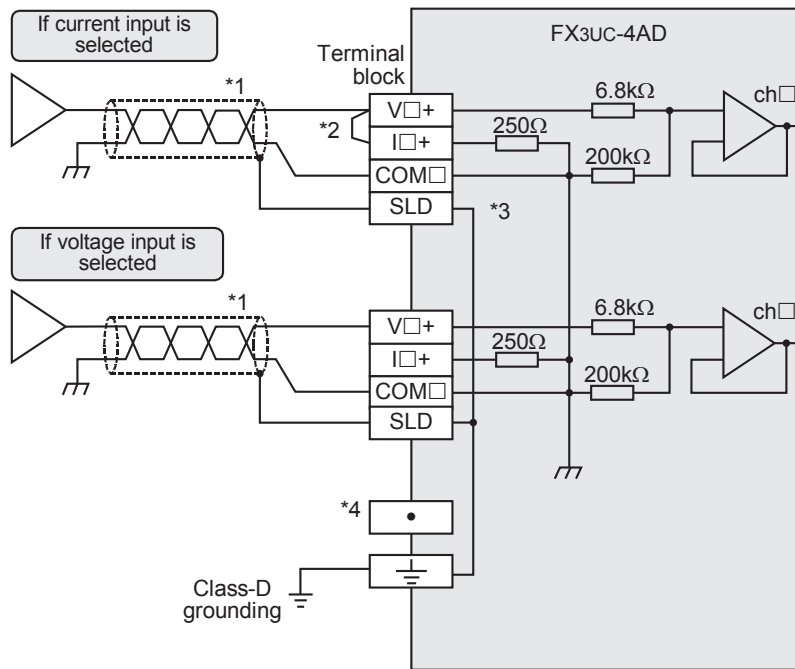 If current input is
selected
FX3UC-4AD
Terminal
block
*1
6.8kΩ
ch□
V□+
*2
250Ω
I□+
200kΩ
COM□
SLD
*3
If voltage input is
selected
*1
6.8kΩ
ch□
V□+
250Ω
I□+
200kΩ
COM□
SLD
*4
Class-D
grounding